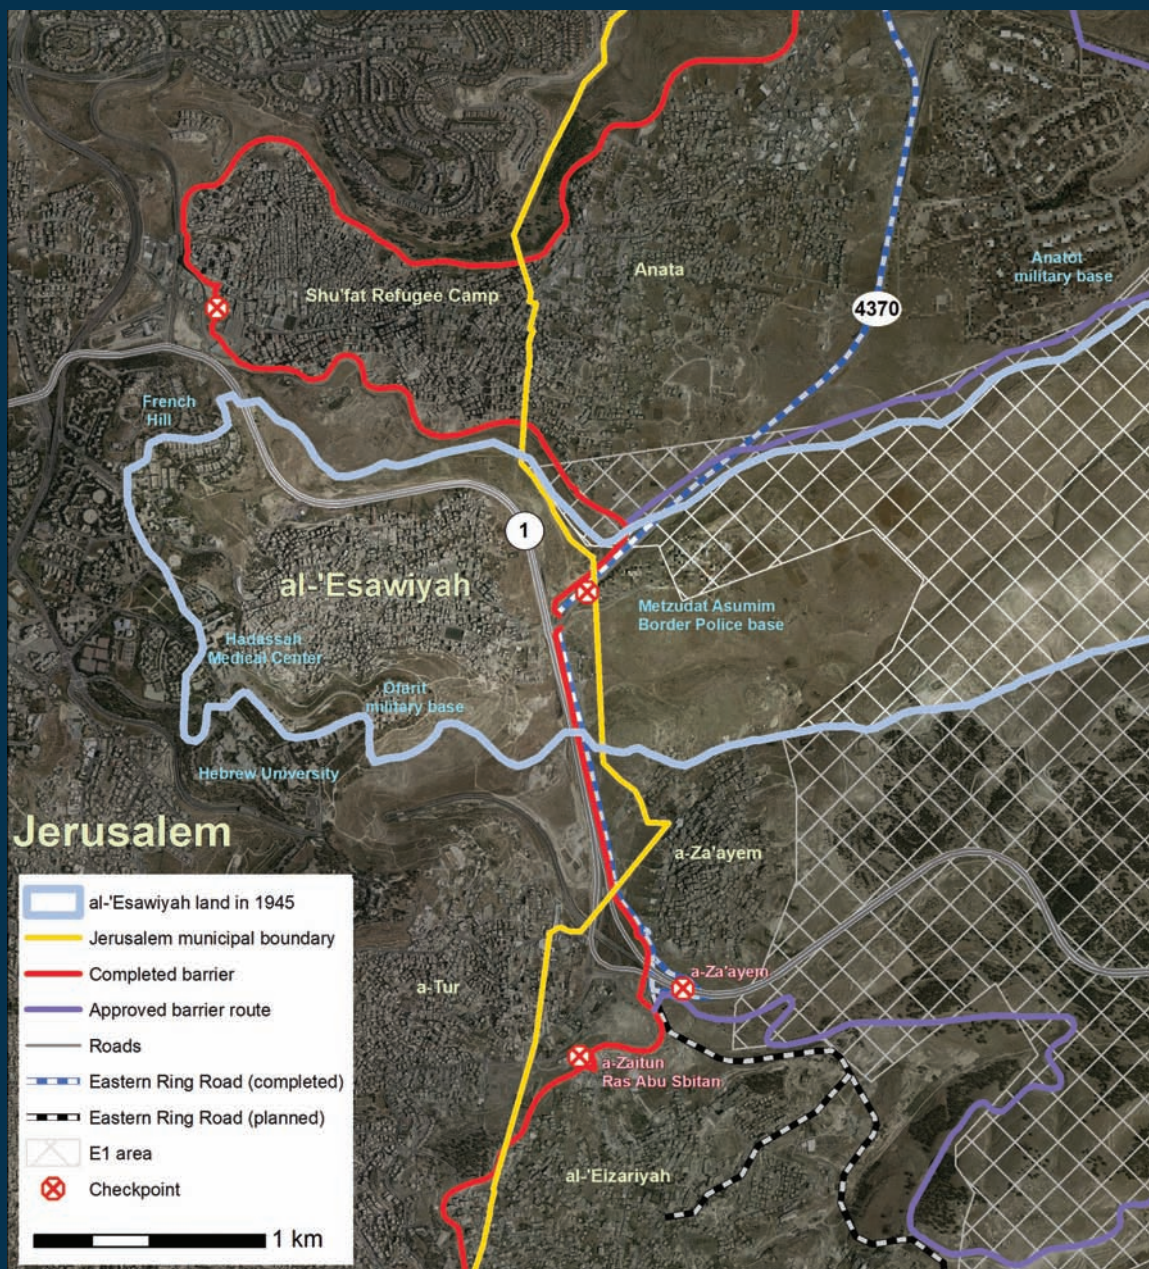 Shu'fat Refugee Camp
Anata
Anatot
military base
4370
French
Hill
1
al-'Esawiyah
Metzudat Asumim
Border Police base
Hadassah
Medical Center
Ofarit
military base
Hebrew University
Jerusalem
a-Za'ayem
a-Za'ayem
a-Tur
a-Zaitun
Ras Abu Sbitan
al-'Eizariyah
al-'Esawiyah land in 1945
Jerusalem municipal boundary
Completed barrier
Approved barrier route
Roads
Eastern Ring Road (completed)
Eastern Ring Road (planned)
E1 area
Checkpoint
1 km